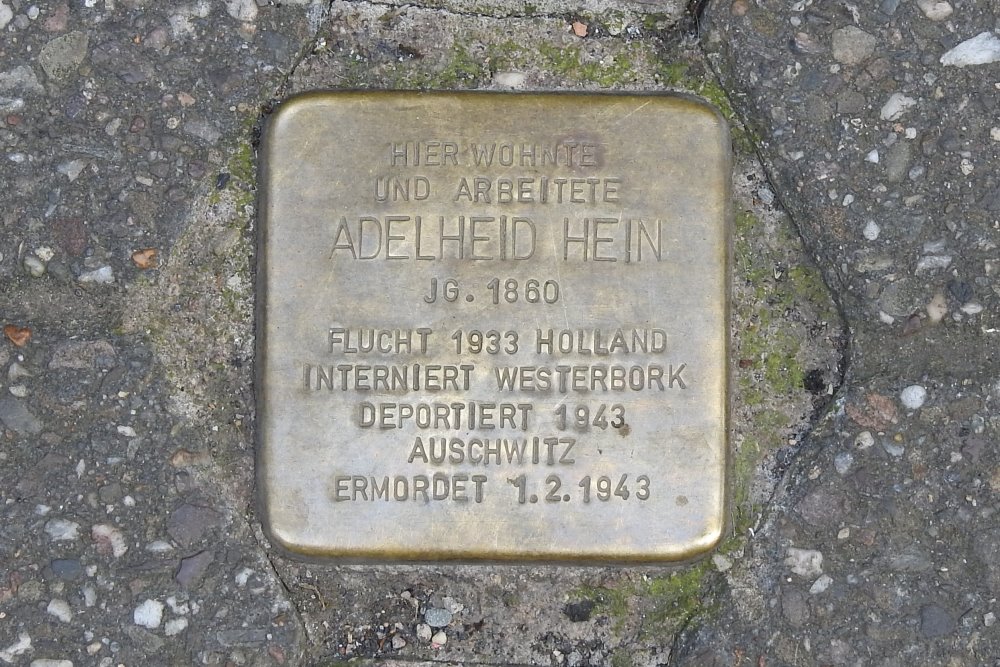 HIER WOHNTE
UND ARBEITETE
ADELHEID HEIN
JG. 1860
FLUCHT 1933 HOLLAND
INTERNIERT WESTERBORK
DEPORTIERT 1943
AUSCHWITZ
ERMORDET 1.2.1943